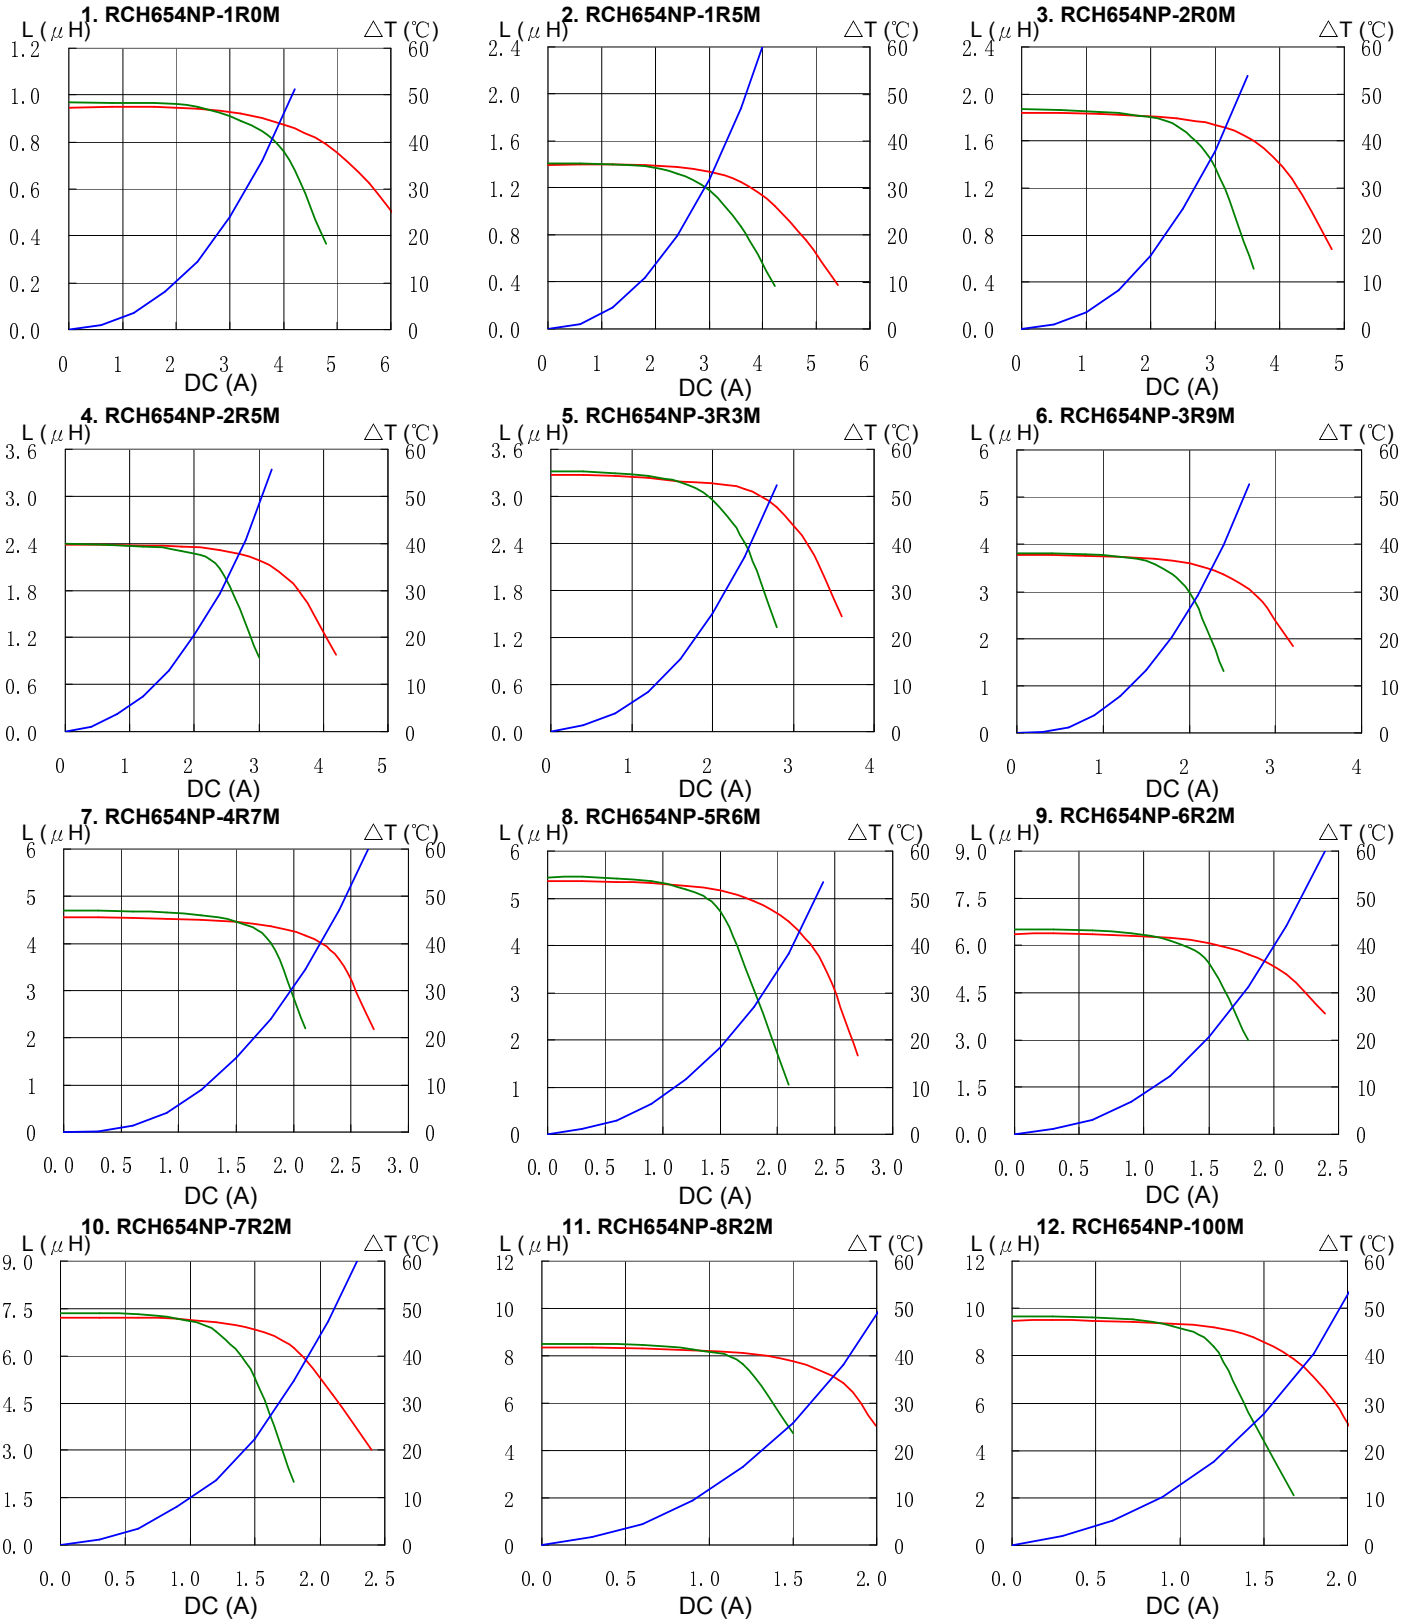 1. RCH654NP-1R0M
L (μH) △T (℃)
1.2 60
1.0 50
0.8 40
0.6 30
0.4 20
0.2 10
0.0 0
0 1 2 3 4 5 6
DC (A)
2. RCH654NP-1R5M
L (μH) △T (℃)
2.4 60
2.0 50
1.6 40
1.2 30
0.8 20
0.4 10
0.0 0
0 1 2 3 4 5 6
DC (A)
3. RCH654NP-2R0M
L (μH) △T (℃)
2.4 60
2.0 50
1.6 40
1.2 30
0.8 20
0.4 10
0.0 0
0 1 2 3 4 5
DC (A)
4. RCH654NP-2R5M
L (μH) △T (℃)
3.6 60
3.0 50
2.4 40
1.8 30
1.2 20
0.6 10
0.0 0
0 1 2 3 4 5
DC (A)
5. RCH654NP-3R3M
L (μH) △T (℃)
3.6 60
3.0 50
2.4 40
1.8 30
1.2 20
0.6 10
0.0 0
0 1 2 3 4
DC (A)
6. RCH654NP-3R9M
L (μH) △T (℃)
6 60
5 50
4 40
3 30
2 20
1 10
0 0
0 1 2 3 4
DC (A)
7. RCH654NP-4R7M
L (μH) △T (℃)
6 60
5 50
4 40
3 30
2 20
1 10
0 0
0.0 0.5 1.0 1.5 2.0 2.5 3.0
DC (A)
8. RCH654NP-5R6M
L (μH) △T (℃)
6 60
5 50
4 40
3 30
2 20
1 10
0 0
0.0 0.5 1.0 1.5 2.0 2.5 3.0
DC (A)
9. RCH654NP-6R2M
L (μH) △T (℃)
9.0 60
7.5 50
6.0 40
4.5 30
3.0 20
1.5 10
0.0 0
0.0 0.5 1.0 1.5 2.0 2.5
DC (A)
10. RCH654NP-7R2M
L (μH) △T (℃)
9.0 60
7.5 50
6.0 40
4.5 30
3.0 20
1.5 10
0.0 0
0.0 0.5 1.0 1.5 2.0 2.5
DC (A)
11. RCH654NP-8R2M
L (μH) △T (℃)
12 60
10 50
8 40
6 30
4 20
2 10
0 0
0.0 0.5 1.0 1.5 2.0
DC (A)
12. RCH654NP-100M
L (μH) △T (℃)
12 60
10 50
8 40
6 30
4 20
2 10
0 0
0.0 0.5 1.0 1.5 2.0
DC (A)